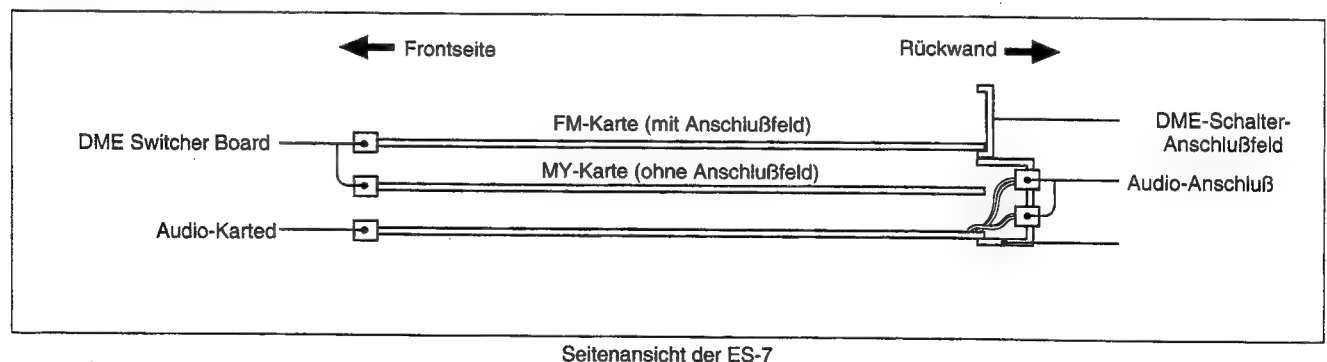 Frontseite
Rückwand
DME Switcher Board
FM-Karte (mit Anschlußfeld)
DME-Schalter-
Anschlußfeld
MY-Karte (ohne Anschlußfeld)
Audio-Anschluß
Audio-Karted
Seitenansicht der ES-7